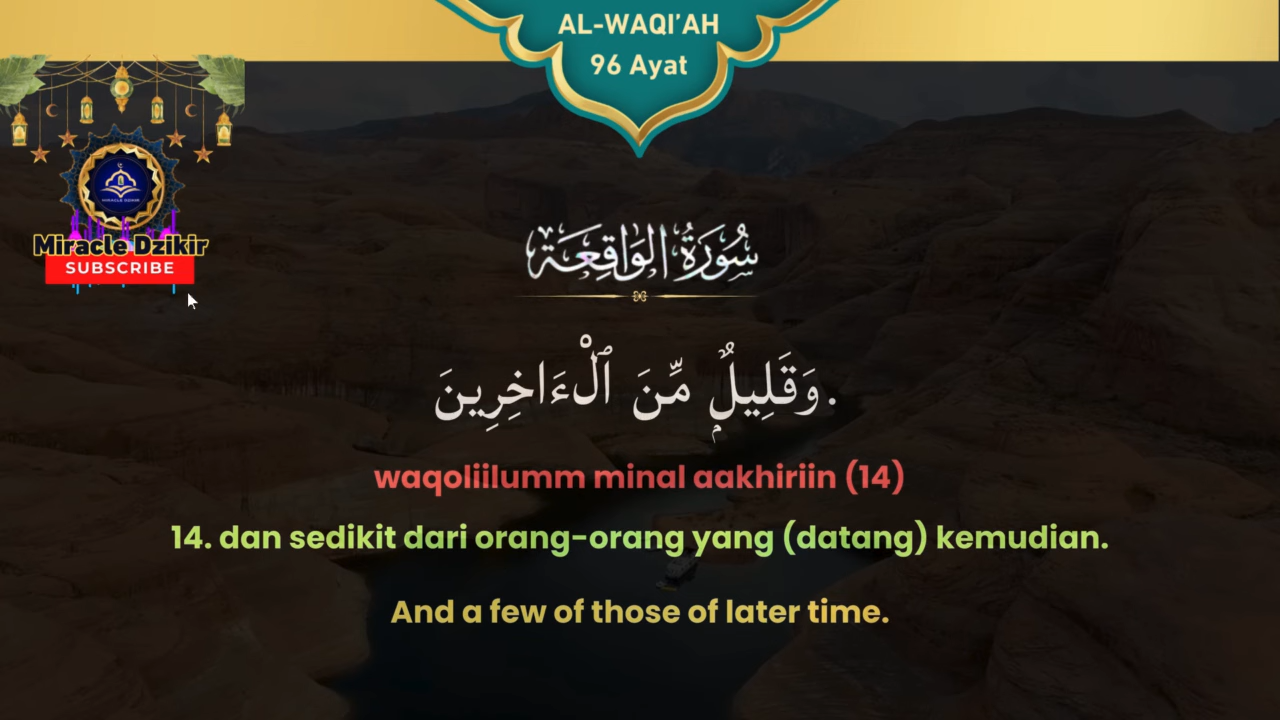 AL-WAQI'AH
96 Ayat
Miracle Dzikir
SUBSCRIBE
سُورَةُ الوَاقِعَة
وَقَلِيلٌۭ مِّنَ ٱلْءَاخِرِينَ.
waqoliilumm minal aakhiriin (14)
14. dan sedikit dari orang-orang yang (datang) kemudian.
And a few of those of later time.